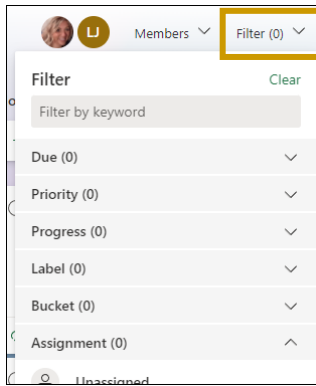 LJ Members Filter (0)
Filter Clear
Filter by keyword
Due (0)
Priority (0)
Progress (0)
Label (0)
Bucket (0)
Assignment (0)
Unassigned